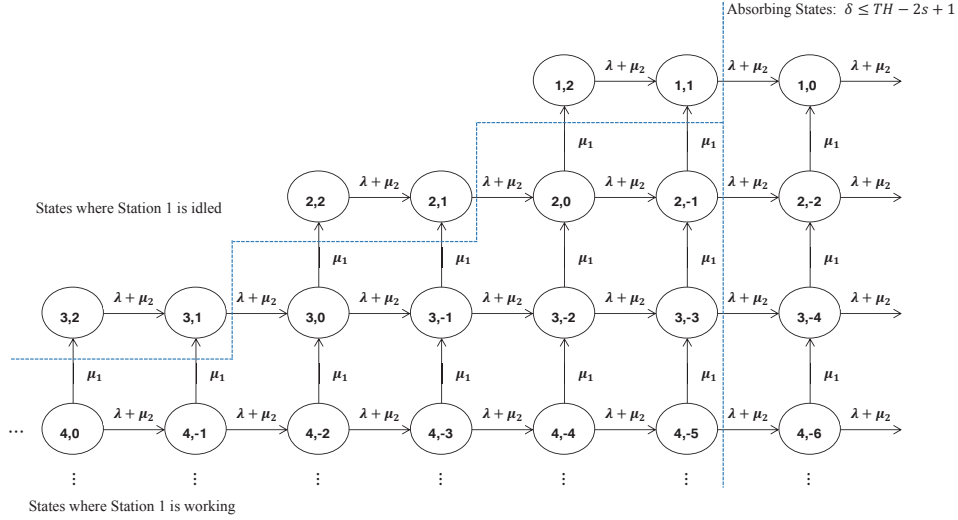 Absorbing States: δ ≤ TH − 2s + 1
1,2 λ + μ₂ 1,1 λ + μ₂ 1,0 λ + μ₂
μ₁ μ₁ μ₁
States where Station 1 is idled
2,2 λ + μ₂ 2,1 λ + μ₂ 2,0 λ + μ₂ 2,-1 λ + μ₂ 2,-2 λ + μ₂
μ₁ μ₁ μ₁ μ₁ μ₁
3,2 λ + μ₂ 3,1 λ + μ₂ 3,0 λ + μ₂ 3,-1 λ + μ₂ 3,-2 λ + μ₂ 3,-3 λ + μ₂ 3,-4 λ + μ₂
μ₁ μ₁ μ₁ μ₁ μ₁ μ₁ μ₁
... 4,0 λ + μ₂ 4,-1 λ + μ₂ 4,-2 λ + μ₂ 4,-3 λ + μ₂ 4,-4 λ + μ₂ 4,-5 λ + μ₂ 4,-6 λ + μ₂
⋮ ⋮ ⋮ ⋮ ⋮ ⋮ ⋮
States where Station 1 is working